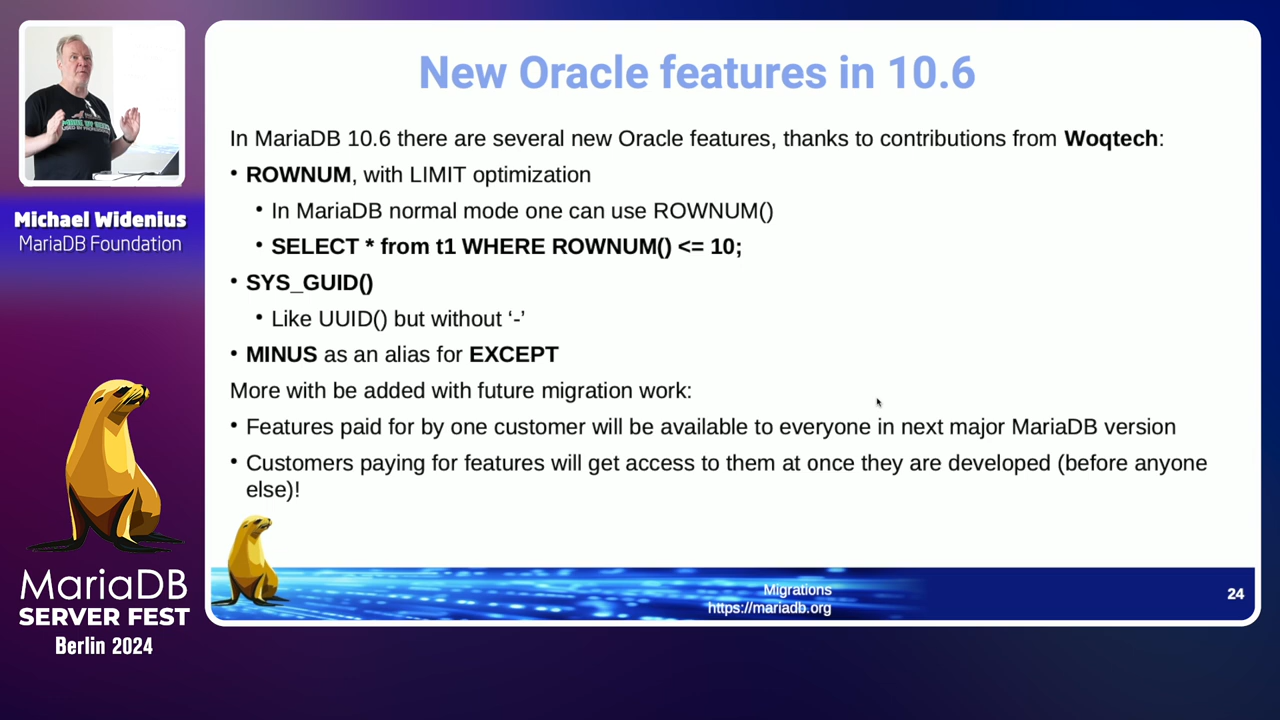 New Oracle features in 10.6
In MariaDB 10.6 there are several new Oracle features, thanks to contributions from Woqtech:
• ROWNUM, with LIMIT optimization
• In MariaDB normal mode one can use ROWNUM()
• SELECT * from t1 WHERE ROWNUM() <= 10;
• SYS_GUID()
• Like UUID() but without ‘-’
• MINUS as an alias for EXCEPT
More with be added with future migration work:
• Features paid for by one customer will be available to everyone in next major MariaDB version
• Customers paying for features will get access to them at once they are developed (before anyone
else)!
Migrations
https://mariadb.org
24
Michael Widenius
MariaDB Foundation
MariaDB
SERVER FEST
Berlin 2024